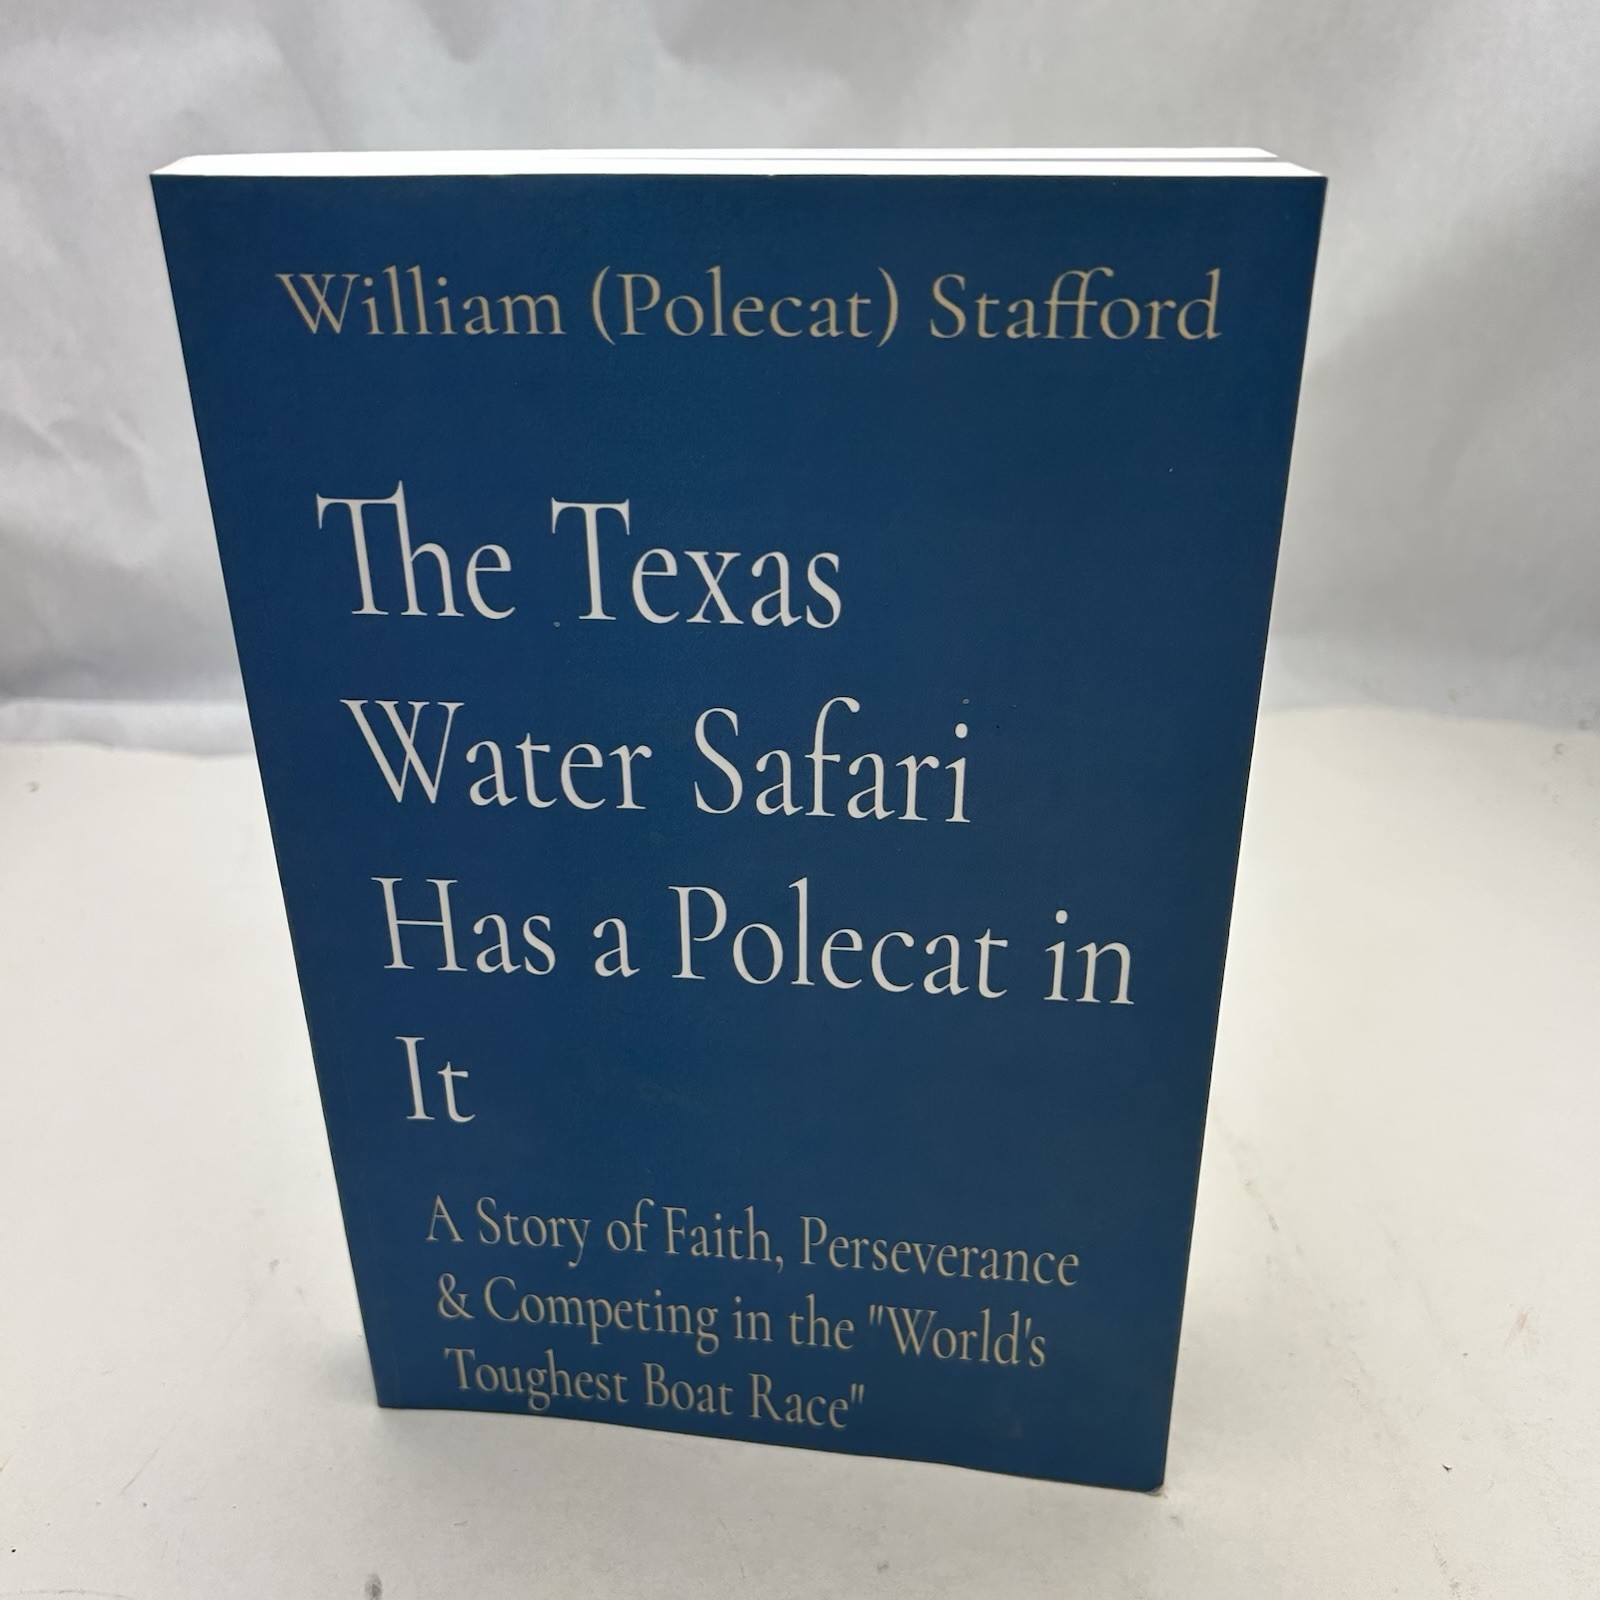 William (Polecat) Stafford
The Texas
Water Safari
Has a Polecat in
It
A Story of Faith, Perseverance
& Competing in the "World's
Toughest Boat Race"